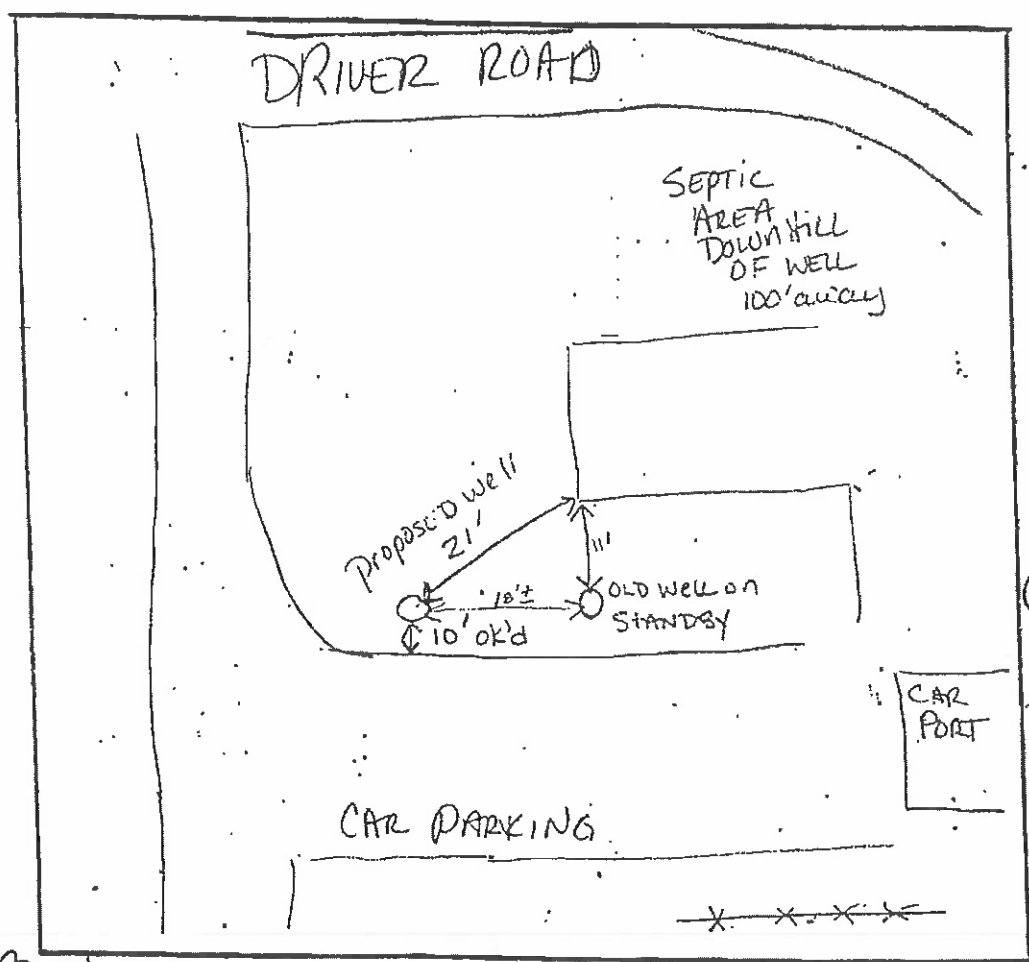 DRIVER ROAD
SEPTIC
AREA
DOWNHILL
OF WELL
100' away
Proposed well
21'
11'
18'±
OLD WELL ON
STANDBY
10' ok'd
CAR
PORT
CAR PARKING